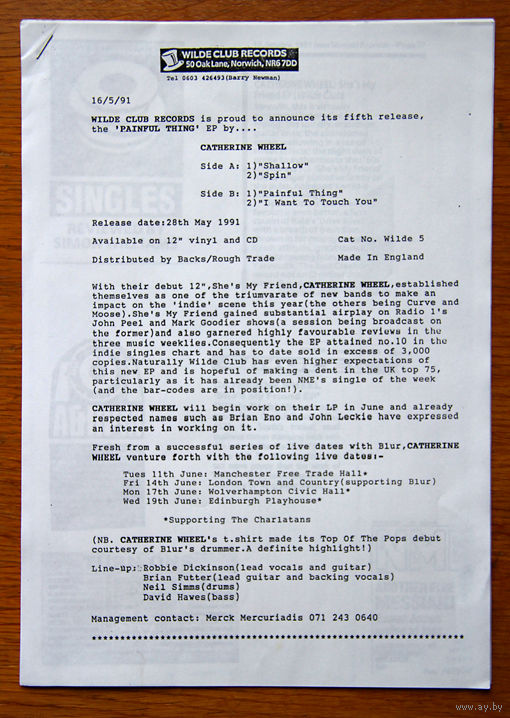 WILDE CLUB RECORDS
50 Oak Lane, Norwich, NR6 7DD
Tel 0603 426493(Barry Newman)
16/5/91
WILDE CLUB RECORDS is proud to announce its fifth release,
the 'PAINFUL THING' EP by....
CATHERINE WHEEL
Side A: 1)"Shallow"
2)"Spin"
Side B: 1)"Painful Thing"
2)"I Want To Touch You"
Release date:28th May 1991
Available on 12" vinyl and CD Cat No. Wilde 5
Distributed by Backs/Rough Trade Made In England
With their debut 12",She's My Friend,CATHERINE WHEEL,established
themselves as one of the triumvarate of new bands to make an
impact on the 'indie' scene this year(the others being Curve and
Moose).She's My Friend gained substantial airplay on Radio 1's
John Peel and Mark Goodier shows(a session being broadcast on
the former)and also garnered highly favourable reviews in the
three music weeklies.Consequently the EP attained no.10 in the
indie singles chart and has to date sold in excess of 3,000
copies.Naturally Wilde Club has even higher expectations of
this new EP and is hopeful of making a dent in the UK top 75,
particularly as it has already been NME's single of the week
(and the bar-codes are in position!).
CATHERINE WHEEL will begin work on their LP in June and already
respected names such as Brian Eno and John Leckie have expressed
an interest in working on it.
Fresh from a successful series of live dates with Blur,CATHERINE
WHEEL venture forth with the following live dates:-
Tues 11th June: Manchester Free Trade Hall*
Fri 14th June: London Town and Country(supporting Blur)
Mon 17th June: Wolverhampton Civic Hall*
Wed 19th June: Edinburgh Playhouse*
*Supporting The Charlatans
(NB. CATHERINE WHEEL's t.shirt made its Top Of The Pops debut
courtesy of Blur's drummer.A definite highlight!)
Line-up: Robbie Dickinson(lead vocals and guitar)
Brian Futter(lead guitar and backing vocals)
Neil Simms(drums)
David Hawes(bass)
Management contact: Merck Mercuriadis 071 243 0640
******************************************************************
SINGLES
www.ay.by